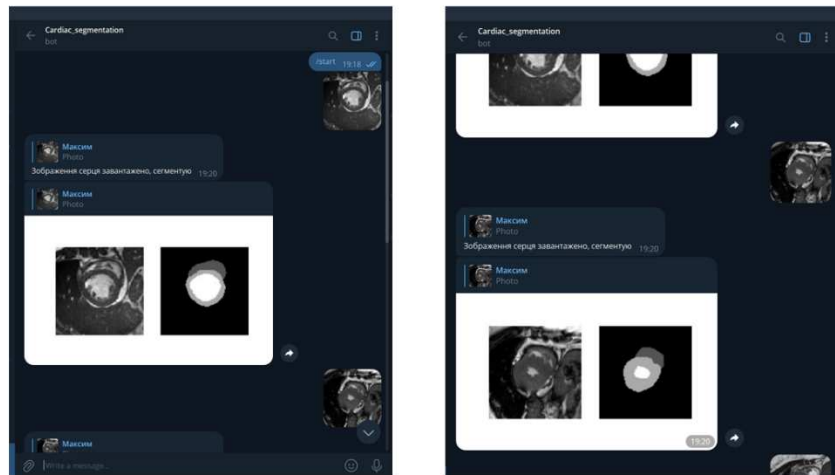 Cardiac_segmentation
bot
/start 19:18
Максим
Photo
Зображення серця завантажено, сегментую 19:20
Максим
Photo
Максим
Write a message...
Cardiac_segmentation
bot
Максим
Photo
Зображення серця завантажено, сегментую 19:20
Максим
Photo
19:20